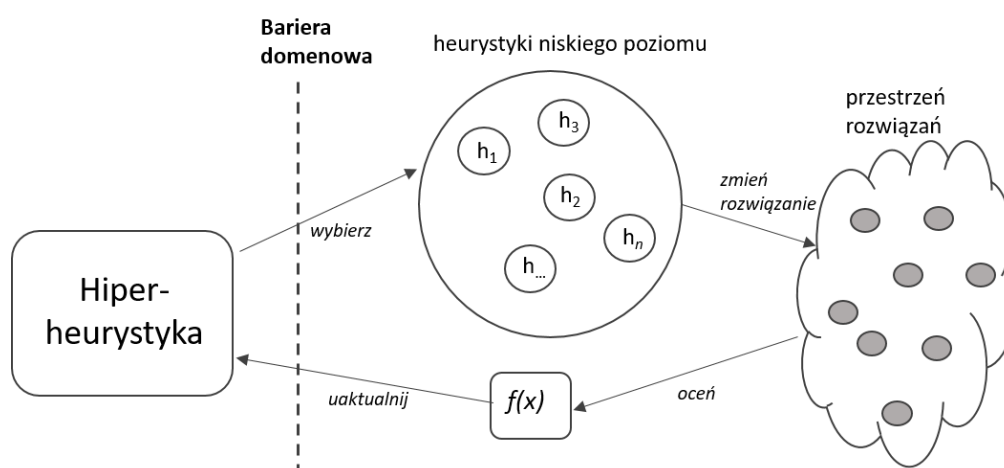 Bariera
domenowa
heurystyki niskiego poziomu
przestrzeń
rozwiązań
h1
h3
h2
hn
h...
zmień
rozwiązanie
wybierz
Hiper-
heurystyka
uaktualnij
f(x)
oceń